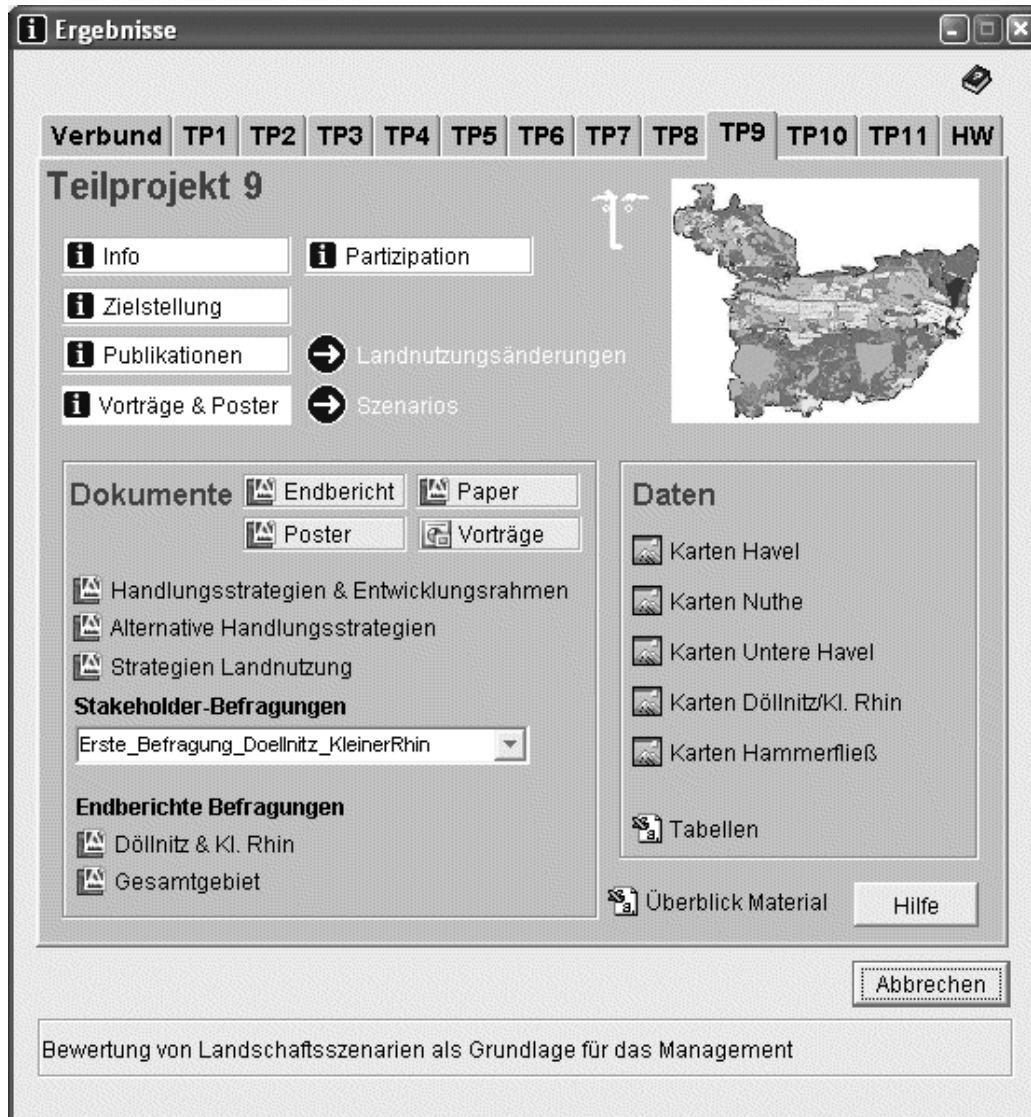 Ergebnisse
Verbund TP1 TP2 TP3 TP4 TP5 TP6 TP7 TP8 TP9 TP10 TP11 HW
Teilprojekt 9
Info
Partizipation
Zielstellung
Publikationen
Landnutzungsänderungen
Vorträge & Poster
Szenarios
Dokumente
Endbericht
Paper
Poster
Vorträge
Handlungsstrategien & Entwicklungsrahmen
Alternative Handlungsstrategien
Strategien Landnutzung
Stakeholder-Befragungen
Erste_Befragung_Doellnitz_KleinerRhin
Endberichte Befragungen
Döllnitz & Kl. Rhin
Gesamtgebiet
Daten
Karten Havel
Karten Nuthe
Karten Untere Havel
Karten Döllnitz/Kl. Rhin
Karten Hammerfließ
Tabellen
Überblick Material
Hilfe
Abbrechen
Bewertung von Landschaftsszenarien als Grundlage für das Management